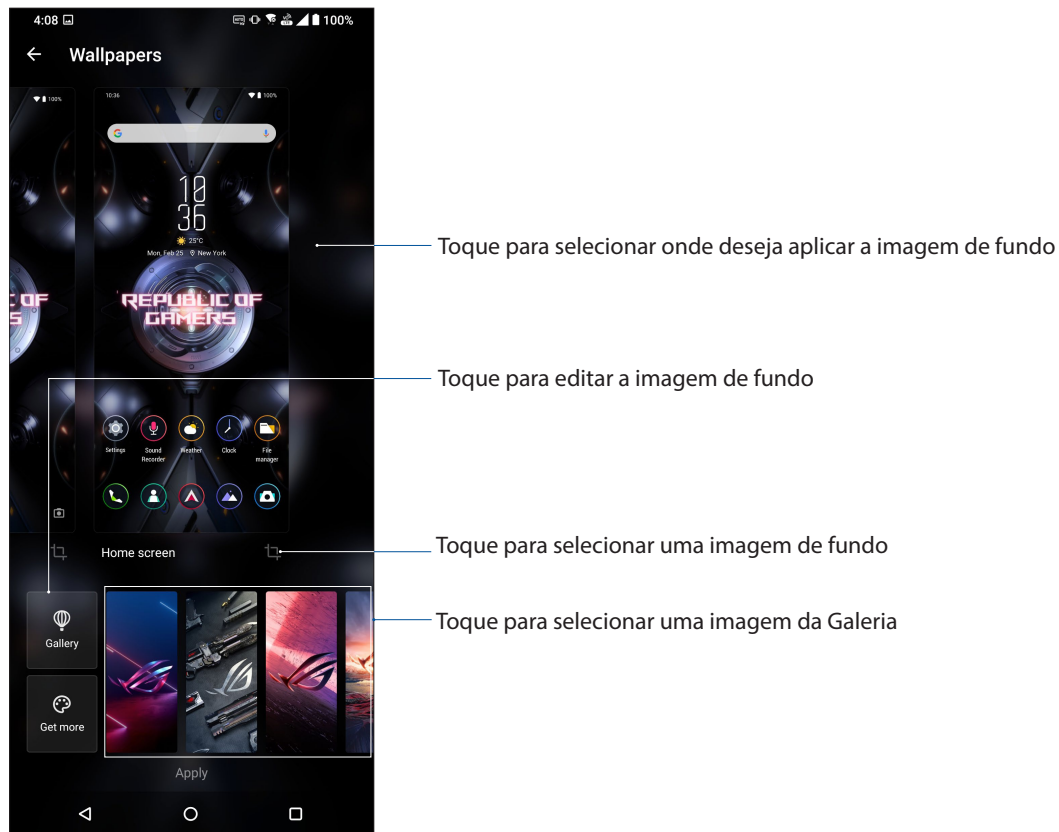 4:08 100%
Wallpapers
100%
10:36 100%
G
10
36
25°C
Mon, Feb 25 New York
Toque para selecionar onde deseja aplicar a imagem de fundo
OF
S
REPUBLIC OF
GAMERS
Toque para editar a imagem de fundo
Settings Sound Recorder Weather Clock File manager
Home screen
Toque para selecionar uma imagem de fundo
Gallery
Toque para selecionar uma imagem da Galeria
Get more
Apply